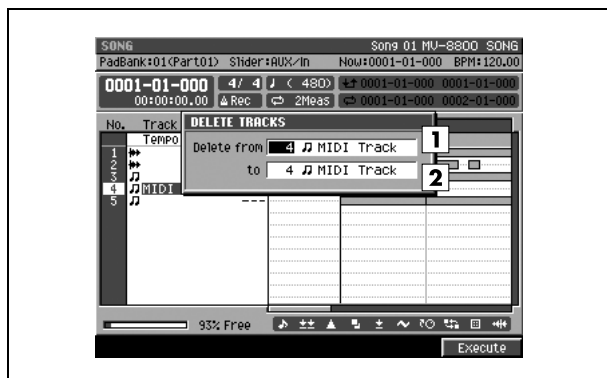 SONG Song 01 MV-8800 SONG
PadBank:01(Part01) Slider:AUX/In Now:0001-01-000 BPM:120.00
0001-01-000 4/ 4 ♩ ( 480) 0001-01-000 0001-01-000
00:00:00.00 Rec 2Meas 0001-01-000 0002-01-000
No. Track
DELETE TRACKS
Tempo
Delete from 4 ♫ MIDI Track 1
to 4 ♫ MIDI Track 2
1
2
3 ♫
4 ♫ MIDI
5 ♫ ---
93% Free
Execute